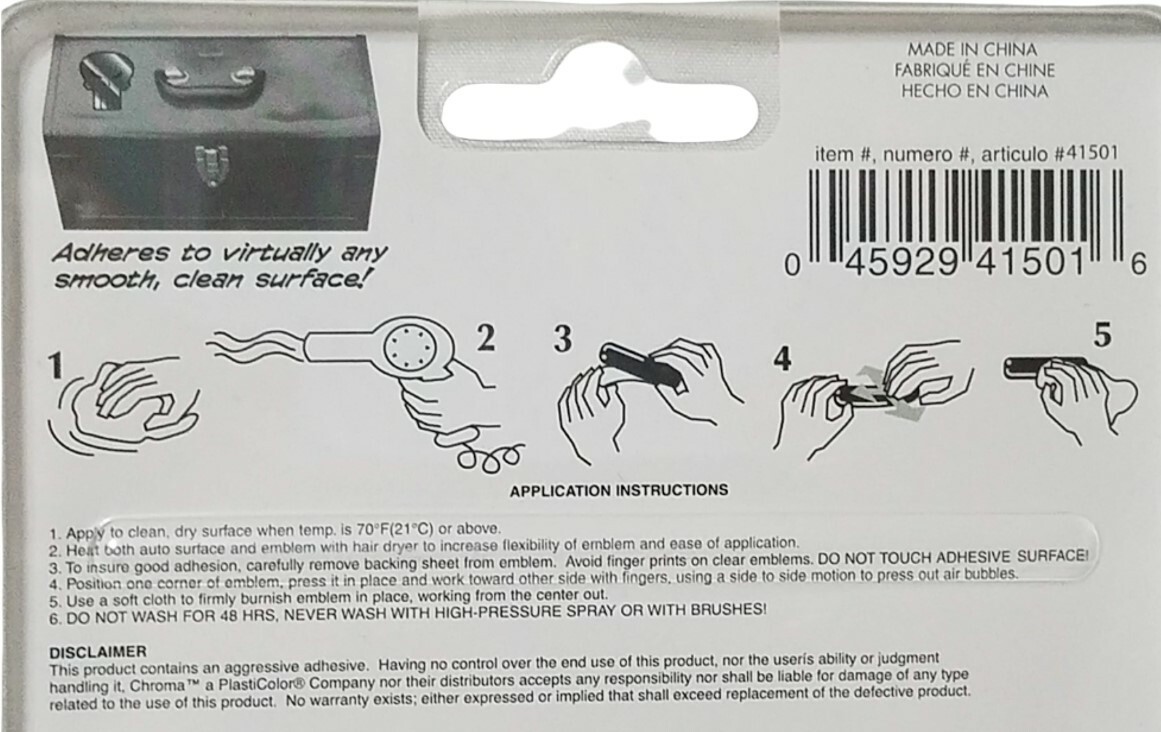 MADE IN CHINA
FABRIQUÉ EN CHINE
HECHO EN CHINA
item #, numero #, articulo #41501
0 45929 41501 6
Adheres to virtually any
smooth, clean surface!
1
2
3
4
5
APPLICATION INSTRUCTIONS
1. Apply to clean, dry surface when temp. is 70°F(21°C) or above.
2. Heat both auto surface and emblem with hair dryer to increase flexibility of emblem and ease of application.
3. To insure good adhesion, carefully remove backing sheet from emblem. Avoid finger prints on clear emblems. DO NOT TOUCH ADHESIVE SURFACE!
4. Position one corner of emblem, press it in place and work toward other side with fingers, using a side to side motion to press out air bubbles.
5. Use a soft cloth to firmly burnish emblem in place, working from the center out.
6. DO NOT WASH FOR 48 HRS, NEVER WASH WITH HIGH-PRESSURE SPRAY OR WITH BRUSHES!
DISCLAIMER
This product contains an aggressive adhesive. Having no control over the end use of this product, nor the userís ability or judgment
handling it, Chroma™ a PlastiColor® Company nor their distributors accepts any responsibility nor shall be liable for damage of any type
related to the use of this product. No warranty exists; either expressed or implied that shall exceed replacement of the defective product.